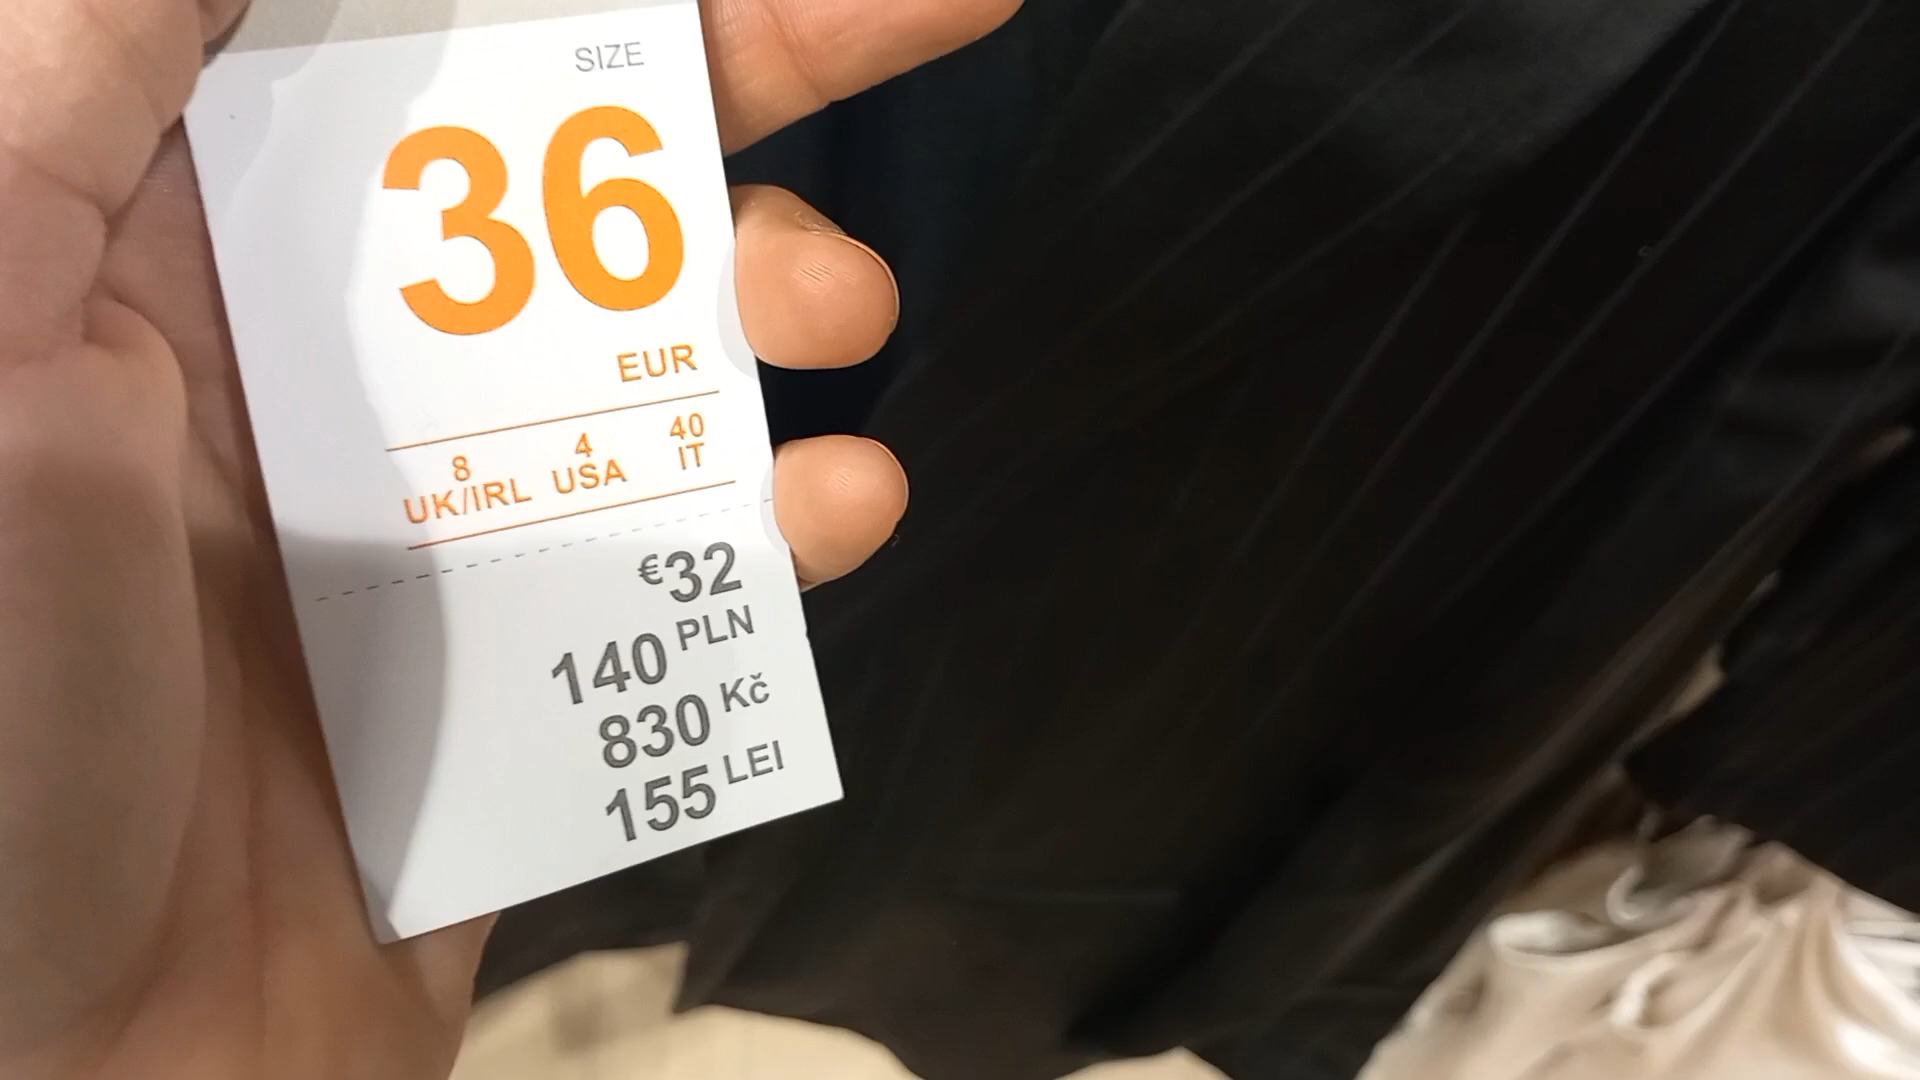 SIZE
36
EUR
8 4 40
UK/IRL USA IT
€32
140 PLN
830 Kč
155 LEI